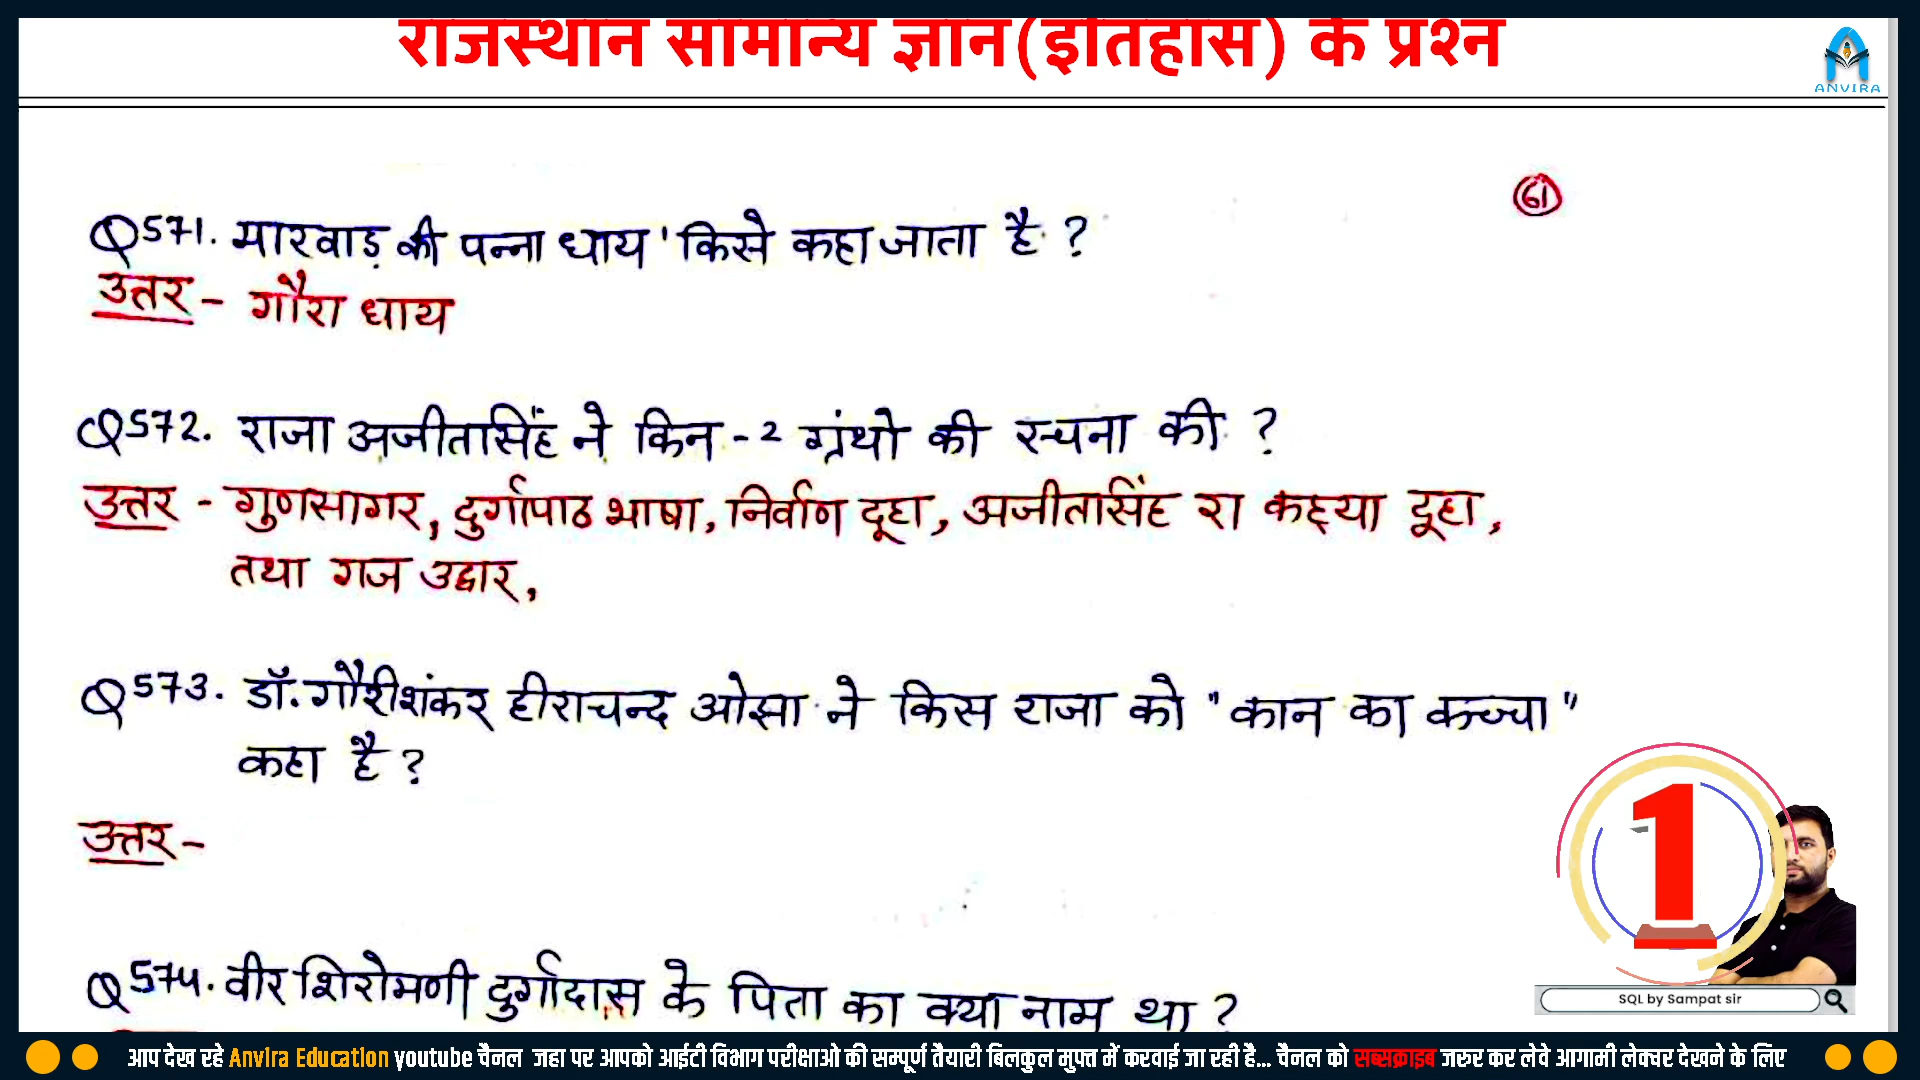 राजस्थान सामान्य ज्ञान(इतिहास) के प्रश्न
ANVIRA
61
Q571. मारवाड़ की पन्ना धाय' किसे कहा जाता है ?
उत्तर - गौरा धाय
Q572. राजा अजीतसिंह ने किन-2 ग्रंथो की रचना की ?
उत्तर - गुणसागर, दुर्गापाठ भाषा, निर्वाण दूहा, अजीतसिंह रा कह्या दूहा,
तथा गज उद्धार,
Q573. डॉ. गौरीशंकर हीराचन्द ओझा ने किस राजा को "कान का कच्चा"
कहा है ?
उत्तर -
1
Q574. वीर शिरोमणी दुर्गादास के पिता का क्या नाम था ?
SQL by Sampat sir
आप देख रहे Anvira Education youtube चैनल जहा पर आपको आईटी विभाग परीक्षाओ की सम्पूर्ण तैयारी बिलकुल मुफ्त में करवाई जा रही है... चैनल को सब्सक्राइब जरुर कर लेवे आगामी लेक्चर देखने के लिए